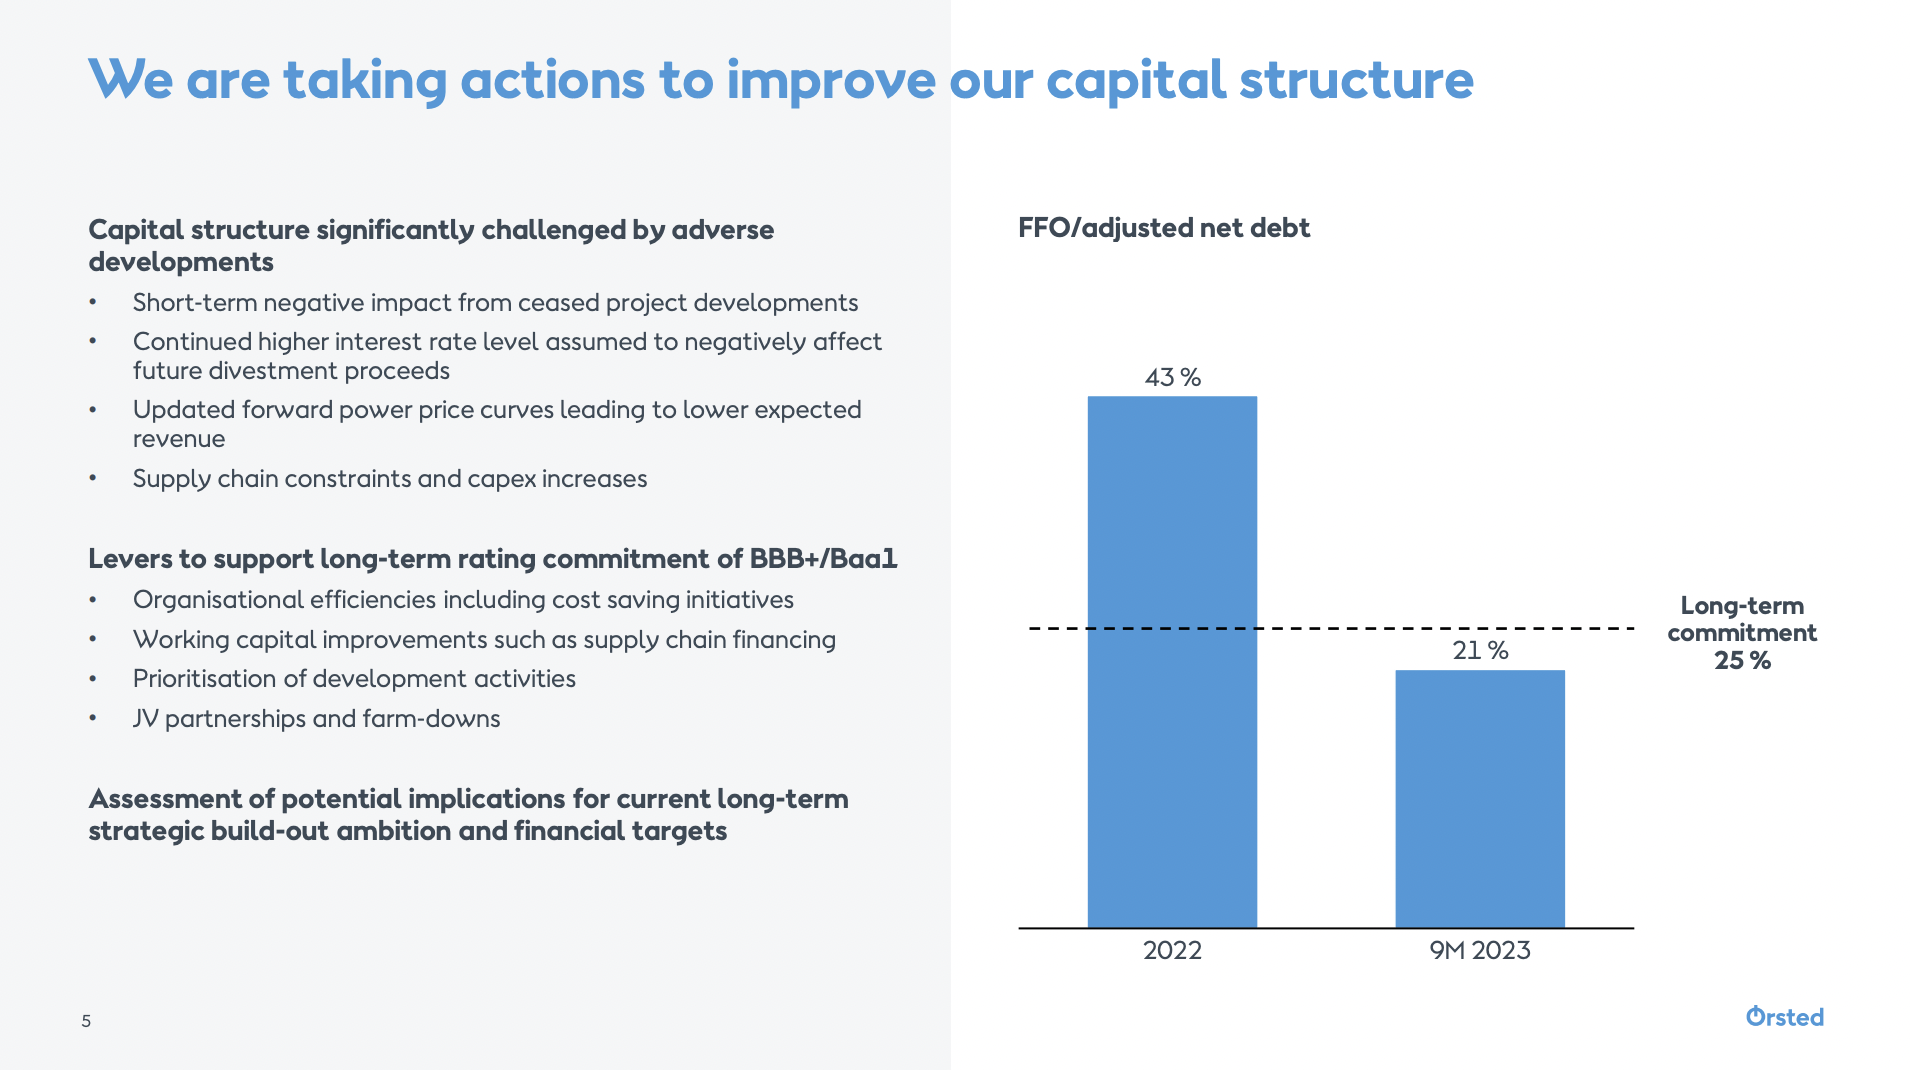 We are taking actions to improve our capital structure
Capital structure significantly challenged by adverse
developments
• Short-term negative impact from ceased project developments
• Continued higher interest rate level assumed to negatively affect
future divestment proceeds
• Updated forward power price curves leading to lower expected
revenue
• Supply chain constraints and capex increases
Levers to support long-term rating commitment of BBB+/Baa1
• Organisational efficiencies including cost saving initiatives
• Working capital improvements such as supply chain financing
• Prioritisation of development activities
• JV partnerships and farm-downs
Assessment of potential implications for current long-term
strategic build-out ambition and financial targets
FFO/adjusted net debt
43 %
21 %
Long-term
commitment
25 %
2022
9M 2023
5
Ørsted